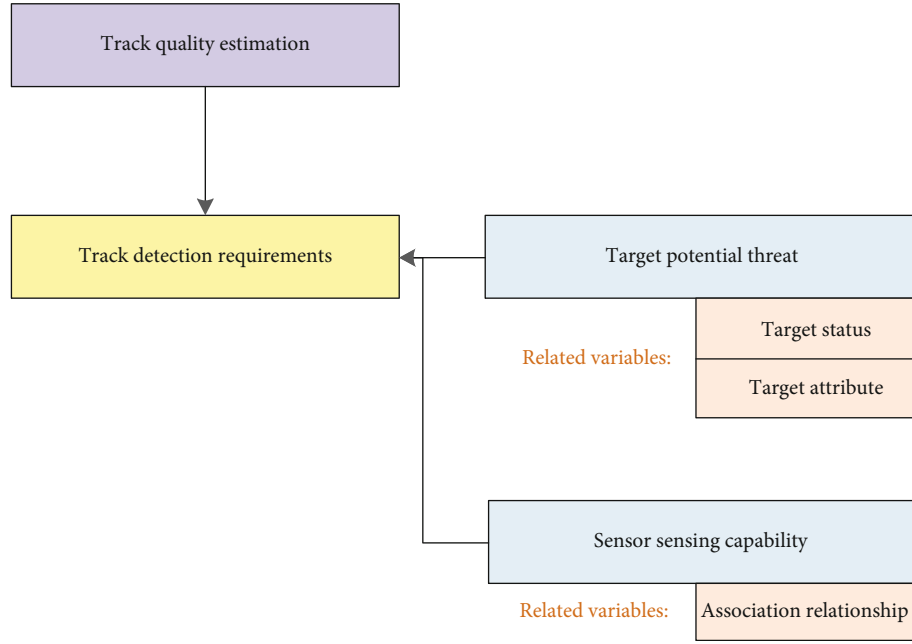 Track quality estimation
Track detection requirements
Target potential threat
Related variables:
Target status
Target attribute
Sensor sensing capability
Related variables:
Association relationship